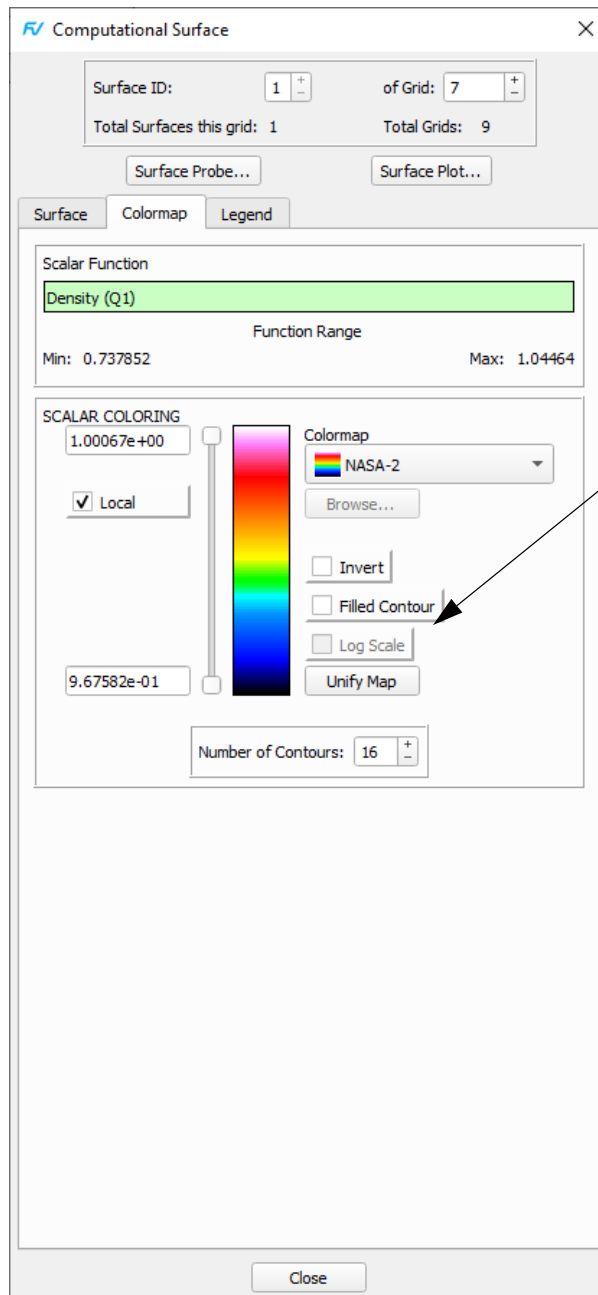 FV Computational Surface
Surface ID: 1 of Grid: 7
Total Surfaces this grid: 1 Total Grids: 9
Surface Probe... Surface Plot...
Surface Colormap Legend
Scalar Function
Density (Q1)
Function Range
Min: 0.737852 Max: 1.04464
SCALAR COLORING
1.00067e+00 Colormap
NASA-2
Local Browse...
Invert
Filled Contour
Log Scale
9.67582e-01 Unify Map
Number of Contours: 16
Close